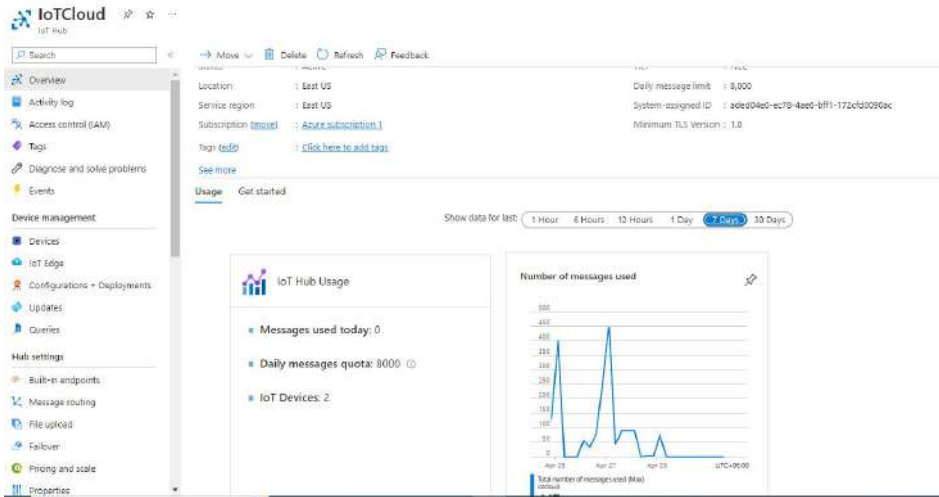 IoTCloud
IoT Hub
Search
Move
Delete
Refresh
Feedback
Overview
Activity log
Access control (IAM)
Tags
Diagnose and solve problems
Events
Device management
Devices
IoT Edge
Configurations + Deployments
Updates
Queries
Hub settings
Built-in endpoints
Message routing
File upload
Failover
Pricing and scale
Properties
Location : East US
Service region : East US
Subscription (move) : Azure subscription 1
Tags (edit) : Click here to add tags
See more
Daily message limit : 8,000
System-assigned ID :
Minimum TLS Version : 1.0
Usage Get started
Show data for last: 1 Hour 6 Hours 12 Hours 1 Day 7 Days 30 Days
IoT Hub Usage
Messages used today: 0
Daily messages quota: 8000
IoT Devices: 2
Number of messages used
500
450
400
350
300
250
200
150
100
50
0
Apr 25 Apr 27 Apr 29 UTC+05:00
Total number of messages used (Max)
iotcloud